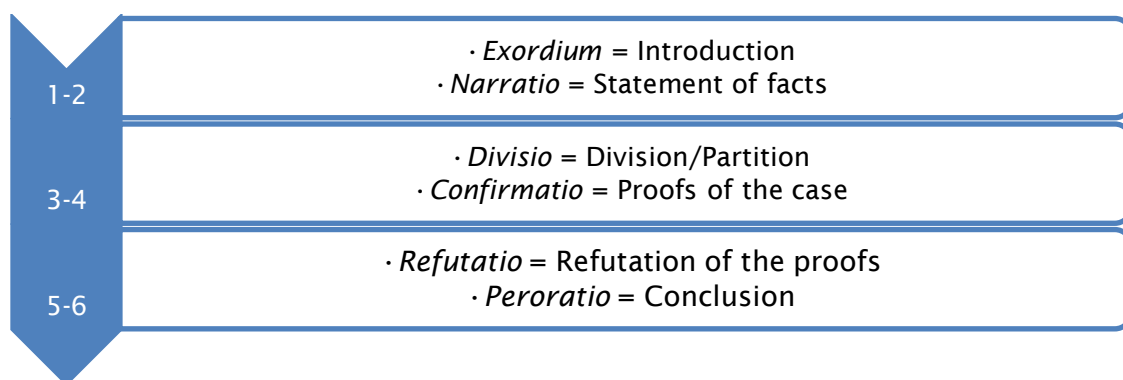 1-2
· Exordium = Introduction
· Narratio = Statement of facts
3-4
· Divisio = Division/Partition
· Confirmatio = Proofs of the case
5-6
· Refutatio = Refutation of the proofs
· Peroratio = Conclusion